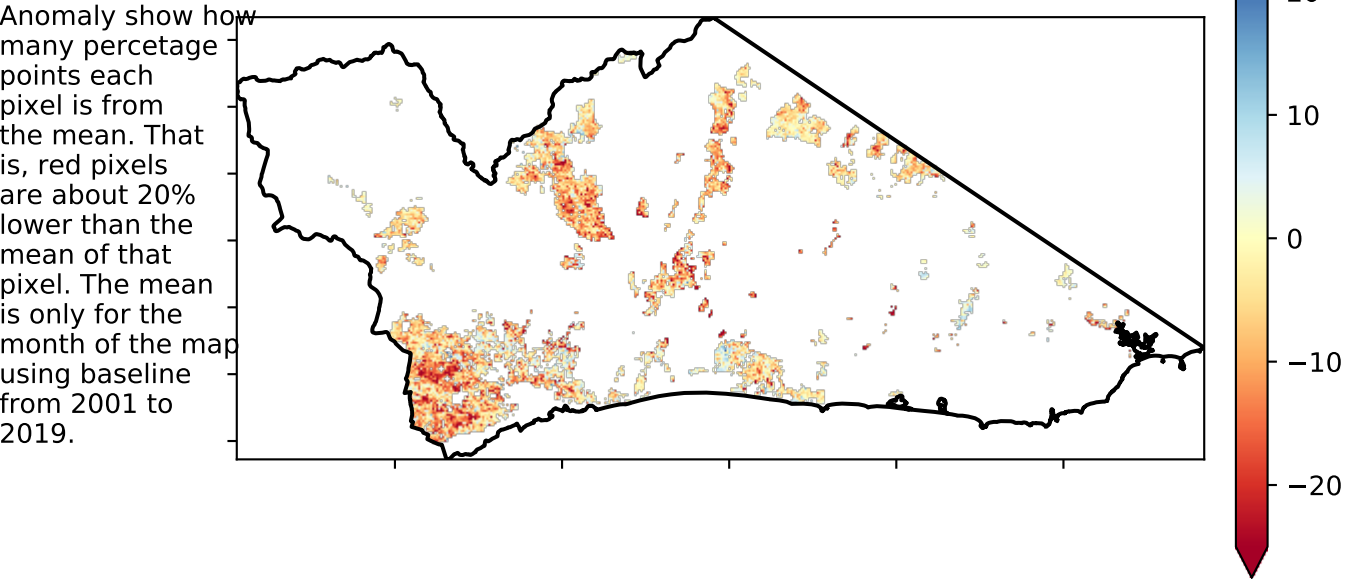 Anomaly show how
many percetage
points each
pixel is from
the mean. That
is, red pixels
are about 20%
lower than the
mean of that
pixel. The mean
is only for the
month of the map
using baseline
from 2001 to
2019.
10
0
−10
−20